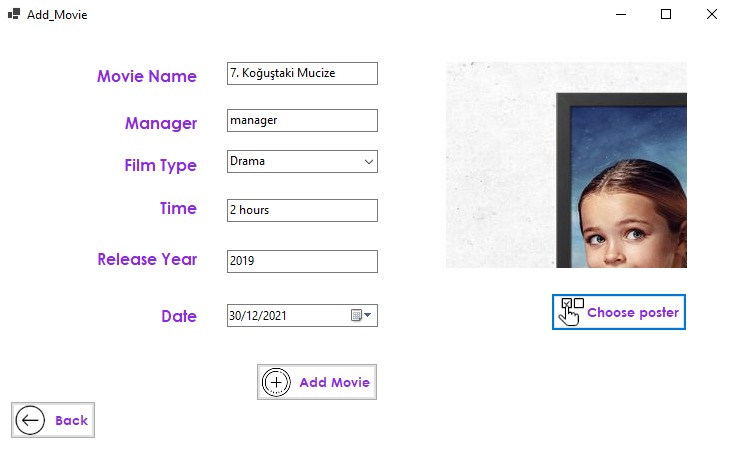 Add_Movie
Movie Name 7. Koğuştaki Mucize
Manager manager
Film Type Drama
Time 2 hours
Release Year 2019
Date 30/12/2021
Choose poster
Add Movie
Back